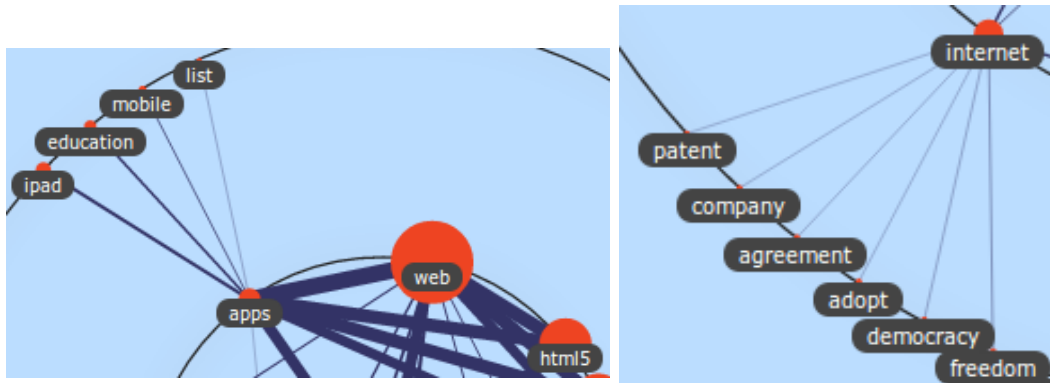 list
mobile
education
ipad
web
apps
html5
internet
patent
company
agreement
adopt
democracy
freedom